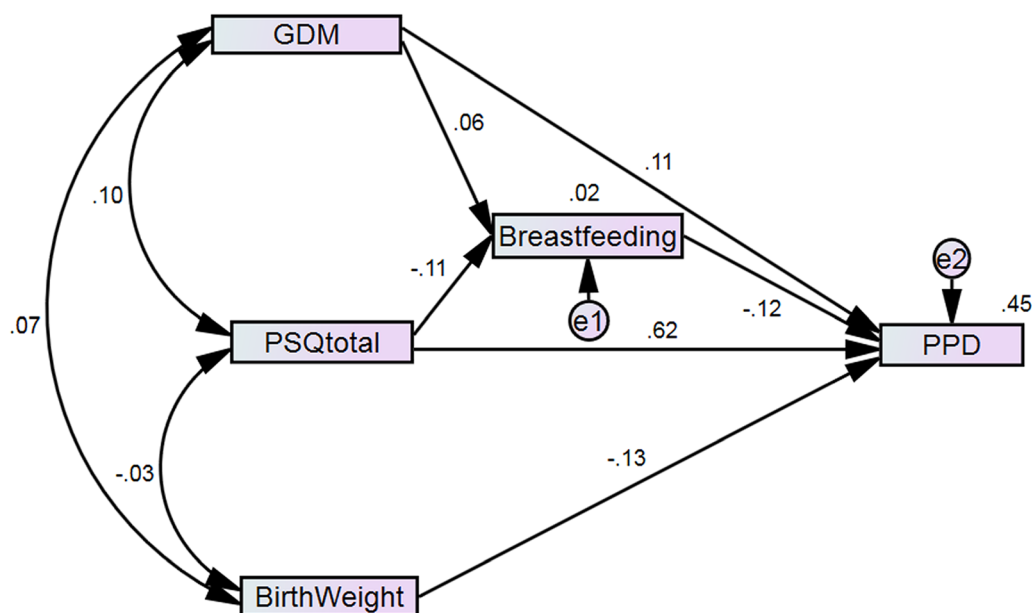 GDM
.06
.11
.10
.02
Breastfeeding
e2
-.11
-.12
.45
.07
e1
PSQtotal
.62
PPD
-.03
-.13
BirthWeight